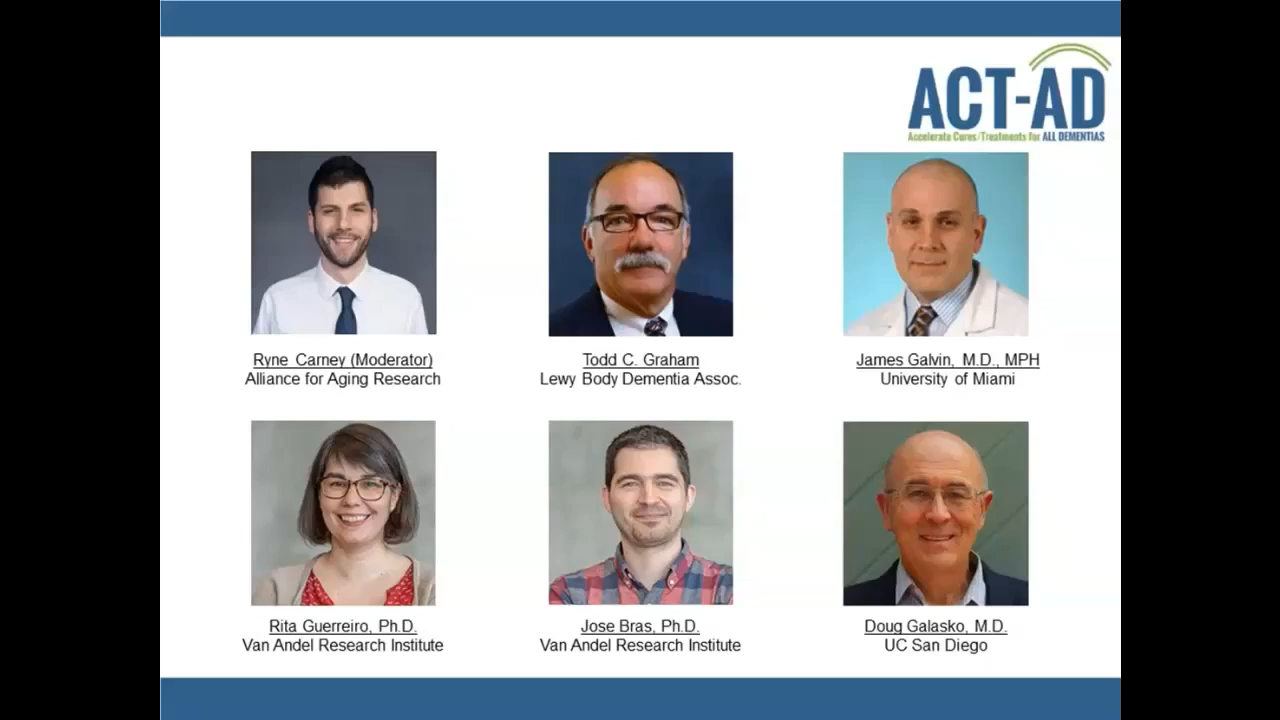 ACT-AD
Accelerate Cures/Treatments for ALL DEMENTIAS
Ryne Carney (Moderator)
Alliance for Aging Research
Todd C. Graham
Lewy Body Dementia Assoc.
James Galvin, M.D., MPH
University of Miami
Rita Guerreiro, Ph.D.
Van Andel Research Institute
Jose Bras, Ph.D.
Van Andel Research Institute
Doug Galasko, M.D.
UC San Diego